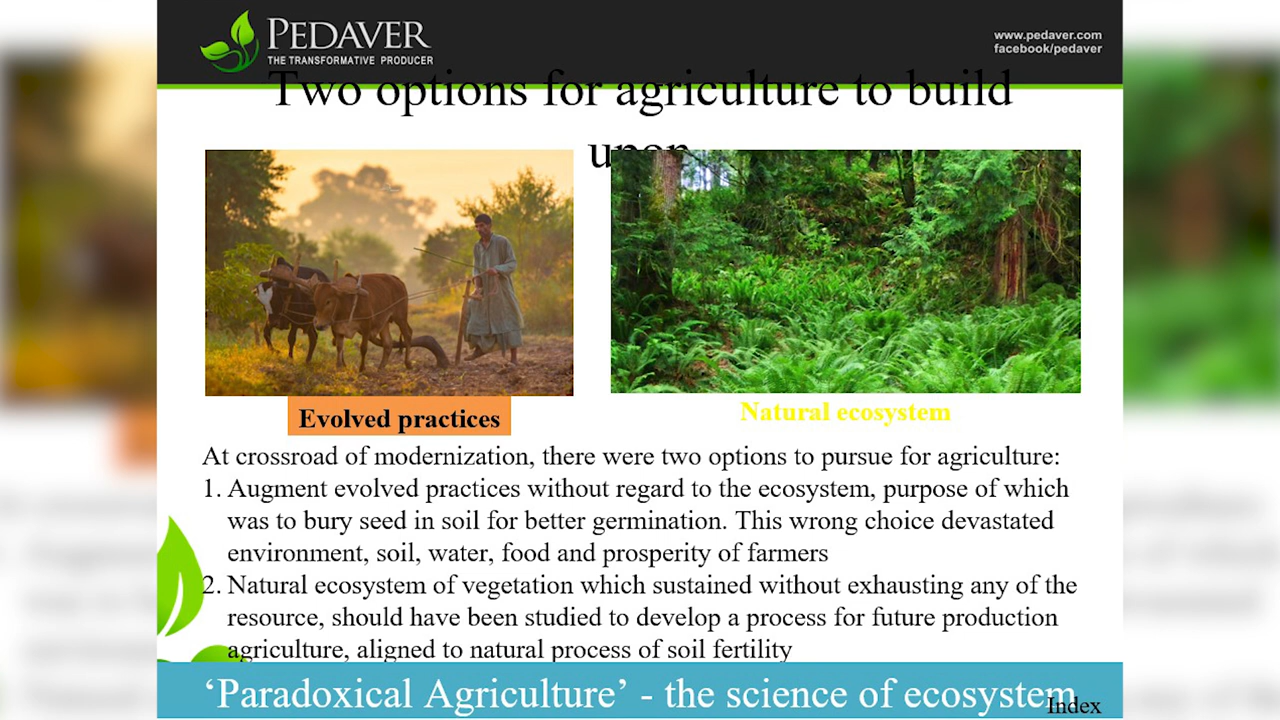 PEDAVER
THE TRANSFORMATIVE PRODUCER
www.pedaver.com
facebook/pedaver
Two options for agriculture to build
upon
Evolved practices
Natural ecosystem
At crossroad of modernization, there were two options to pursue for agriculture:
1. Augment evolved practices without regard to the ecosystem, purpose of which
was to bury seed in soil for better germination. This wrong choice devastated
environment, soil, water, food and prosperity of farmers
2. Natural ecosystem of vegetation which sustained without exhausting any of the
resource, should have been studied to develop a process for future production
agriculture, aligned to natural process of soil fertility
‘Paradoxical Agriculture’ - the science of ecosystem
Index